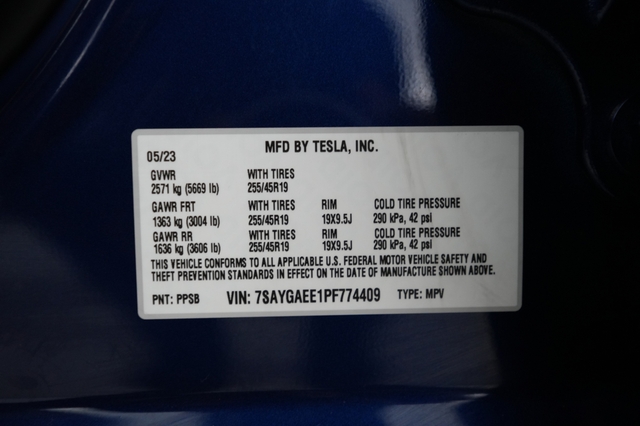 MFD BY TESLA, INC.
05/23
GVWR WITH TIRES
2571 kg (5669 lb) 255/45R19
GAWR FRT WITH TIRES RIM COLD TIRE PRESSURE
1363 kg (3004 lb) 255/45R19 19X9.5J 290 kPa, 42 psi
GAWR RR WITH TIRES RIM COLD TIRE PRESSURE
1636 kg (3606 lb) 255/45R19 19X9.5J 290 kPa, 42 psi
THIS VEHICLE CONFORMS TO ALL APPLICABLE U.S. FEDERAL MOTOR VEHICLE SAFETY AND
THEFT PREVENTION STANDARDS IN EFFECT ON THE DATE OF MANUFACTURE SHOWN ABOVE.
PNT: PPSB VIN: 7SAYGAEE1PF774409 TYPE: MPV